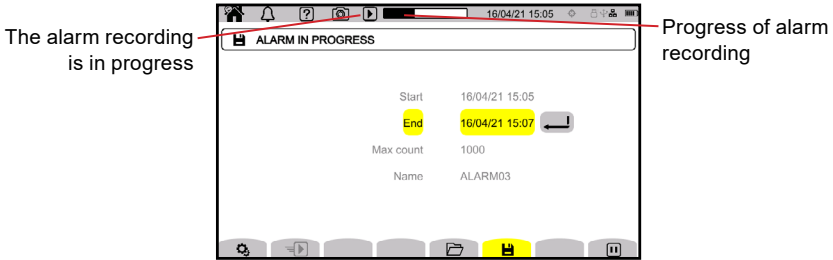 16/04/21 15:05
The alarm recording
is in progress
Progress of alarm
recording
ALARM IN PROGRESS
Start 16/04/21 15:05
End 16/04/21 15:07
Max count 1000
Name ALARM03